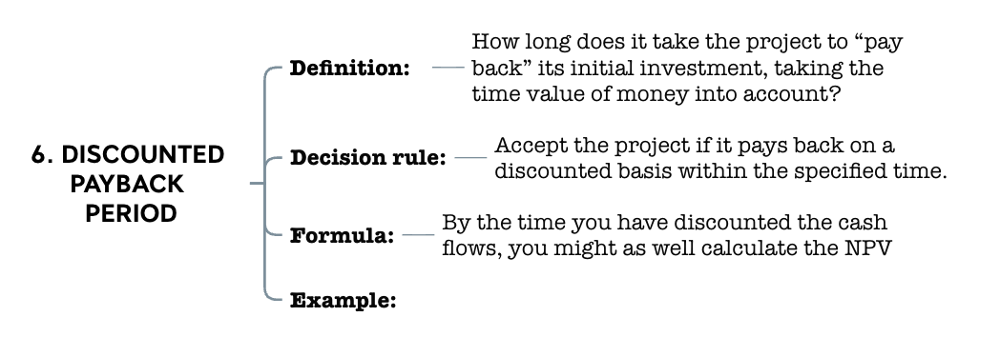 6. DISCOUNTED
PAYBACK
PERIOD
Definition:
How long does it take the project to “pay
back” its initial investment, taking the
time value of money into account?
Decision rule:
Accept the project if it pays back on a
discounted basis within the specified time.
Formula:
By the time you have discounted the cash
flows, you might as well calculate the NPV
Example: